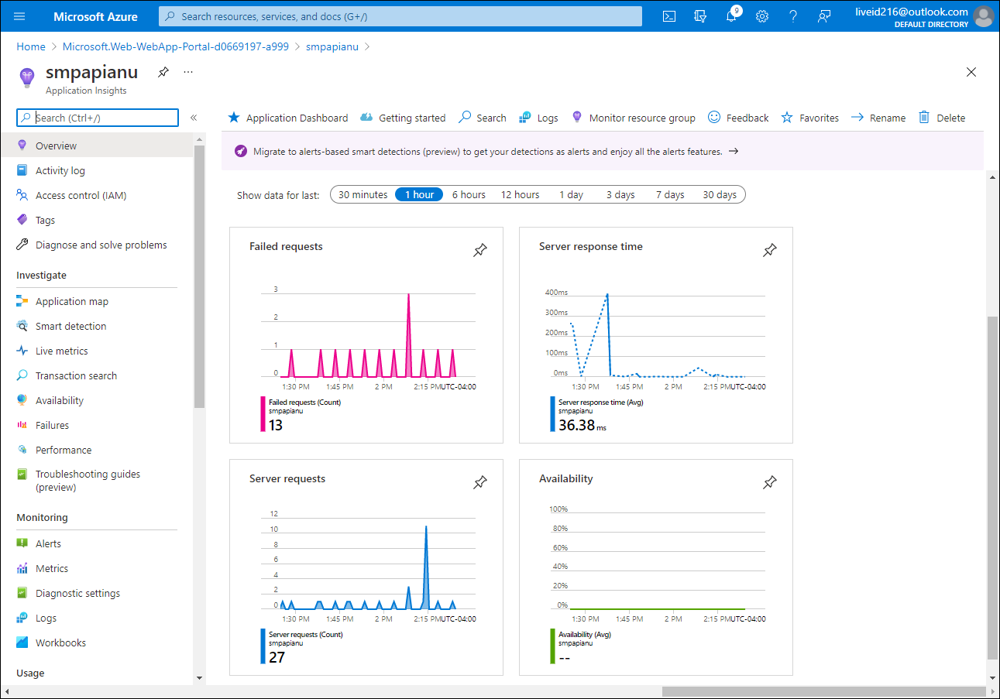 Microsoft Azure
Search resources, services, and docs (G+/)
9
liveid216@outlook.com
DEFAULT DIRECTORY
Home > Microsoft.Web-WebApp-Portal-d0669197-a999 > smpapianu >
smpapianu
...
Application Insights
Search (Ctrl+/)
«
Application Dashboard
Getting started
Search
Logs
Monitor resource group
Feedback
Favorites
Rename
Delete
Overview
Activity log
Access control (IAM)
Tags
Diagnose and solve problems
Investigate
Application map
Smart detection
Live metrics
Transaction search
Availability
Failures
Performance
Troubleshooting guides
(preview)
Monitoring
Alerts
Metrics
Diagnostic settings
Logs
Workbooks
Usage
Migrate to alerts-based smart detections (preview) to get your detections as alerts and enjoy all the alerts features. →
Show data for last:
30 minutes
1 hour
6 hours
12 hours
1 day
3 days
7 days
30 days
Failed requests
3
2
1
0
1:30 PM
1:45 PM
2 PM
2:15 PM
UTC-04:00
Failed requests (Count)
smpapianu
13
Server response time
400ms
300ms
200ms
100ms
0ms
1:30 PM
1:45 PM
2 PM
2:15 PM
UTC-04:00
Server response time (Avg)
smpapianu
36.38 ms
Server requests
12
10
8
6
4
2
0
1:30 PM
1:45 PM
2 PM
2:15 PM
UTC-04:00
Server requests (Count)
smpapianu
27
Availability
100%
80%
60%
40%
20%
0%
1:30 PM
1:45 PM
2 PM
2:15 PM
UTC-04:00
Availability (Avg)
smpapianu
--